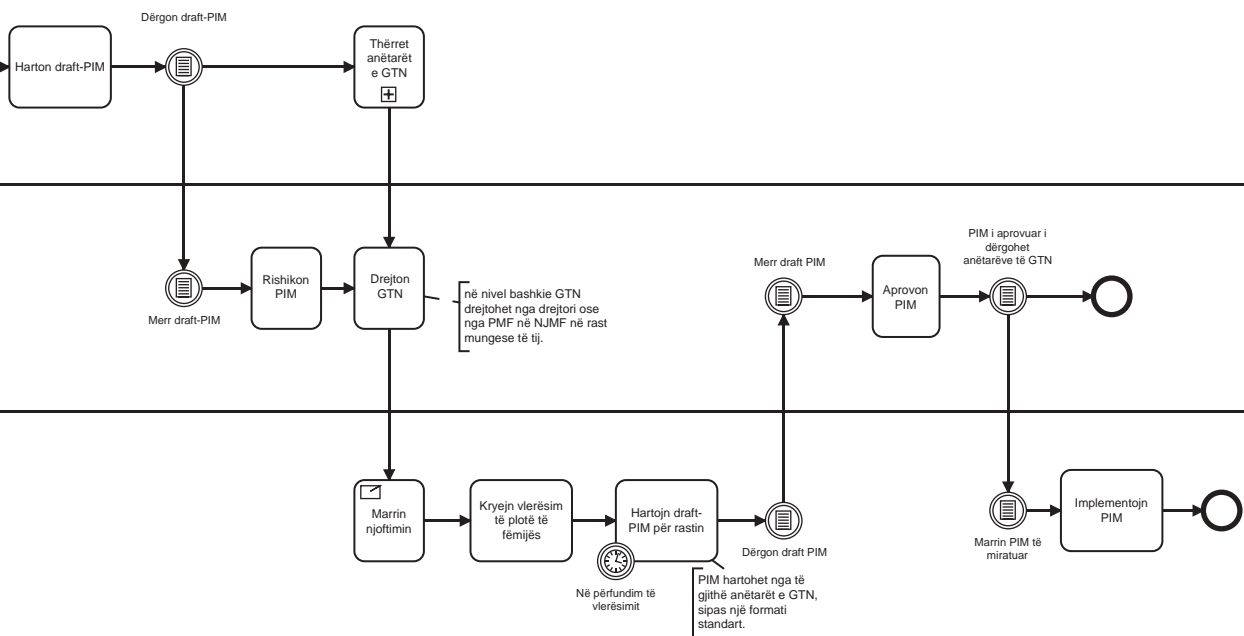 Dërgon draft-PIM
Harton draft-PIM
Thërret
anëtarët
e GTN
Merr draft-PIM
Rishikon
PIM
Drejton
GTN
në nivel bashkie GTN
drejtohet nga drejtori ose
nga PMF në NJMF në rast
mungese të tij.
Merr draft PIM
Aprovon
PIM
PIM i aprovuar i
dërgohet
anëtarëve të GTN
Marrin
njoftimin
Kryejn vlerësim
të plotë të
fëmijës
Hartojn draft-
PIM për rastin
Në përfundim të
vlerësimit
Dërgon draft PIM
PIM hartohet nga të
gjithë anëtarët e GTN,
sipas një formati
standart.
Marrin PIM të
miratuar
Implementojn
PIM